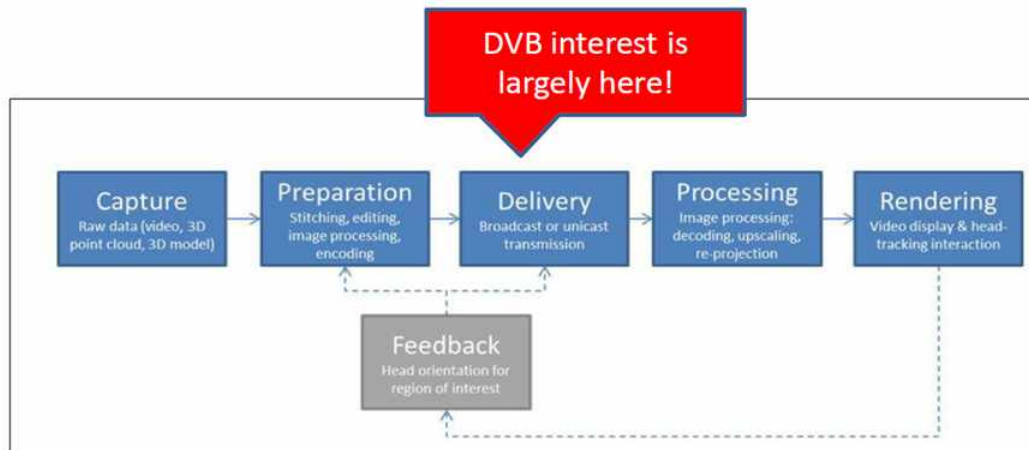 DVB interest is
largely here!
Capture
Raw data (video, 3D
point cloud, 3D model)
Preparation
Stitching, editing,
image processing,
encoding
Delivery
Broadcast or unicast
transmission
Processing
Image processing:
decoding, upscaling,
re-projection
Rendering
Video display & head-
tracking interaction
Feedback
Head orientation for
region of interest